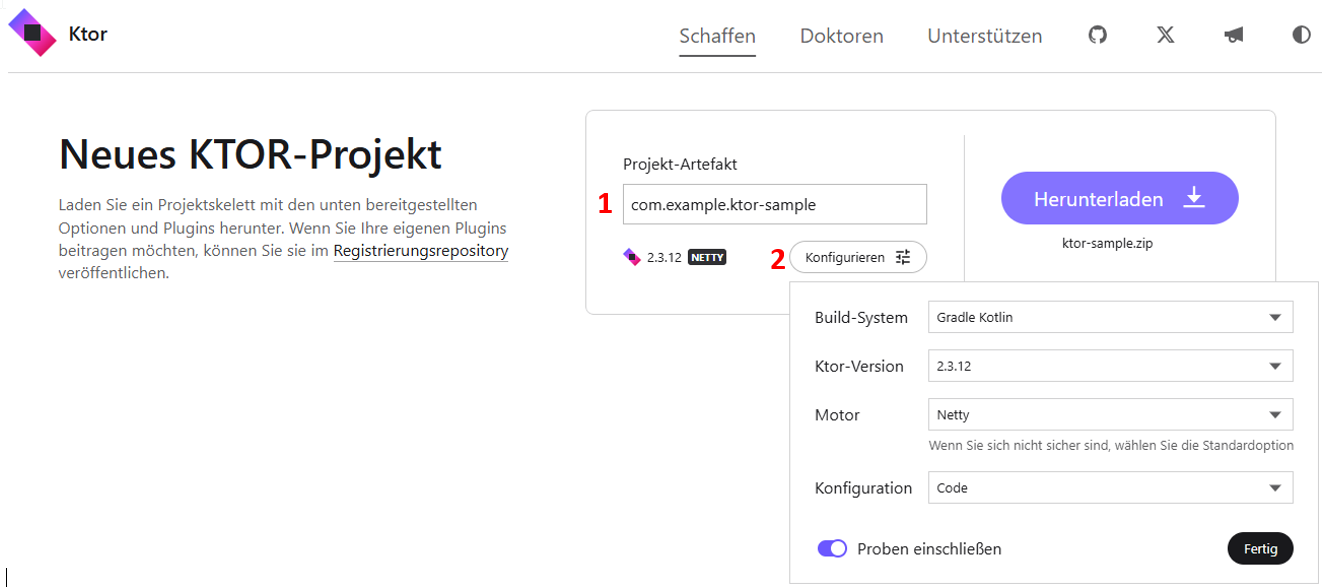 Ktor
Schaffen
Doktoren
Unterstützen
Neues KTOR-Projekt
Laden Sie ein Projektskelett mit den unten bereitgestellten
Optionen und Plugins herunter. Wenn Sie Ihre eigenen Plugins
beitragen möchten, können Sie sie im Registrierungsrepository
veröffentlichen.
Projekt-Artefakt
1
com.example.ktor-sample
2.3.12 NETTY
2
Konfigurieren
Herunterladen
ktor-sample.zip
Build-System
Gradle Kotlin
Ktor-Version
2.3.12
Motor
Netty
Wenn Sie sich nicht sicher sind, wählen Sie die Standardoption
Konfiguration
Code
Proben einschließen
Fertig